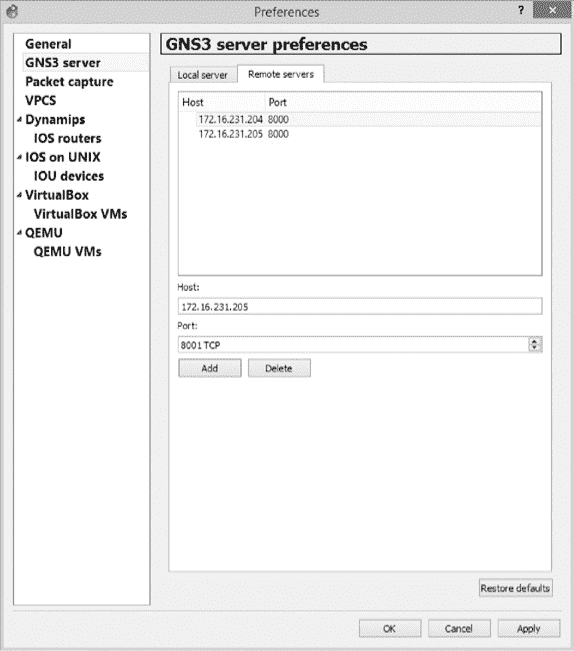 Preferences
?
×
General
GNS3 server
Packet capture
VPCS
Dynamips
IOS routers
IOS on UNIX
IOU devices
VirtualBox
VirtualBox VMs
QEMU
QEMU VMs
GNS3 server preferences
Local server Remote servers
Host Port
172.16.231.204 8000
172.16.231.205 8000
Host:
172.16.231.205
Port:
8001 TCP
Add Delete
Restore defaults
OK Cancel Apply